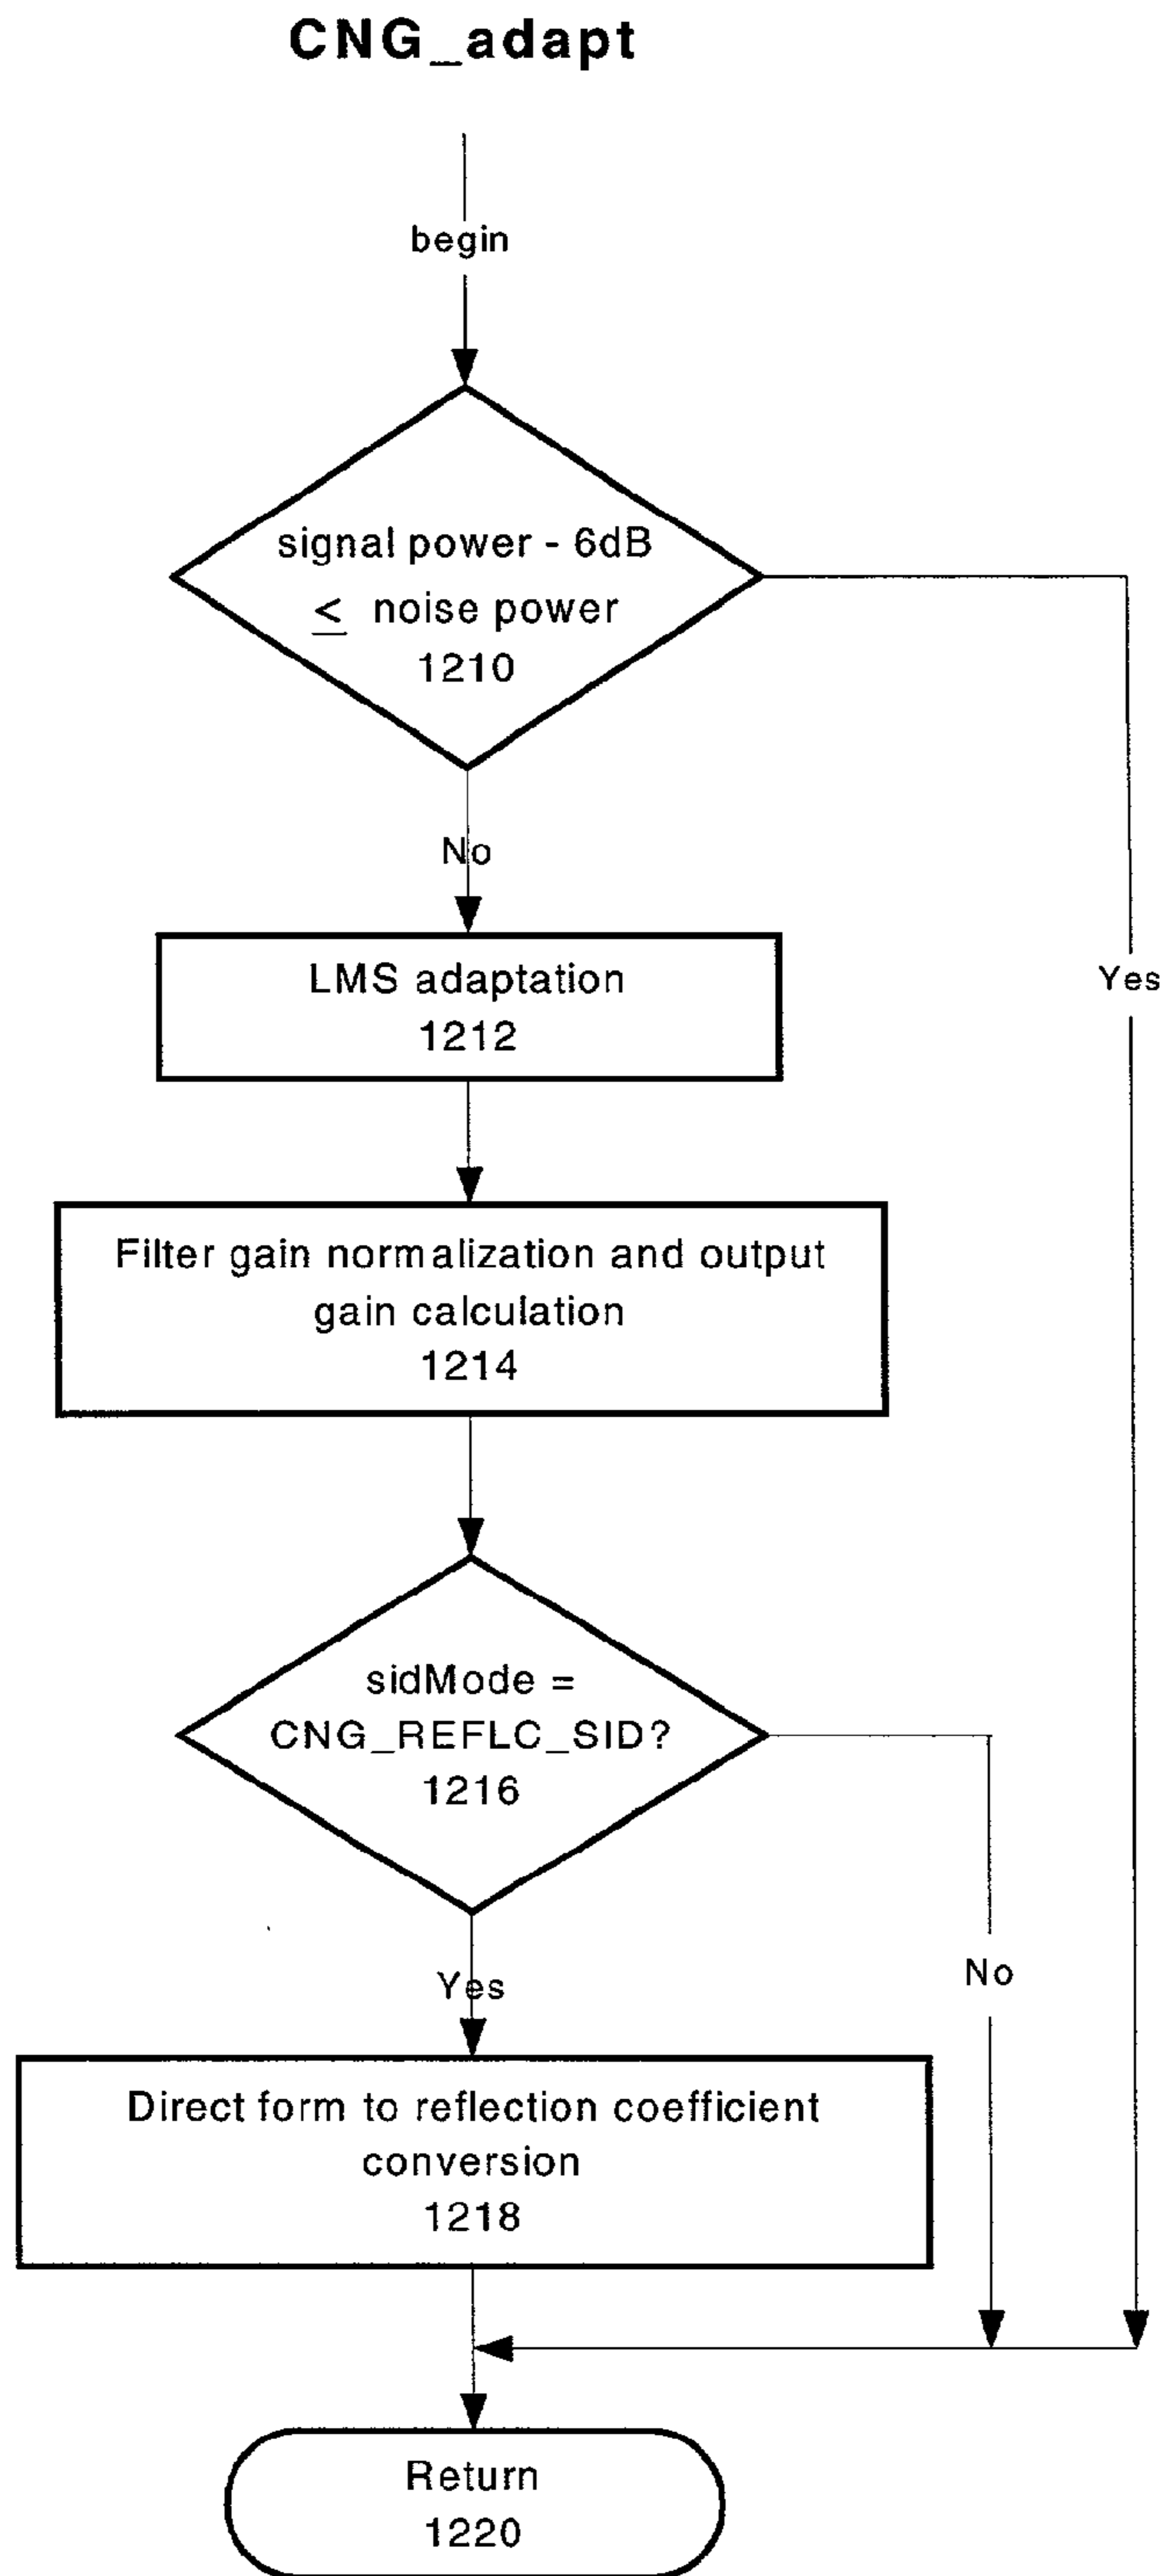 CNG_adapt
begin
signal power - 6dB
≤ noise power
1210
No
LMS adaptation
1212
Yes
Filter gain normalization and output
gain calculation
1214
sidMode =
CNG_REFLC_SID?
1216
No
Yes
Direct form to reflection coefficient
conversion
1218
Return
1220